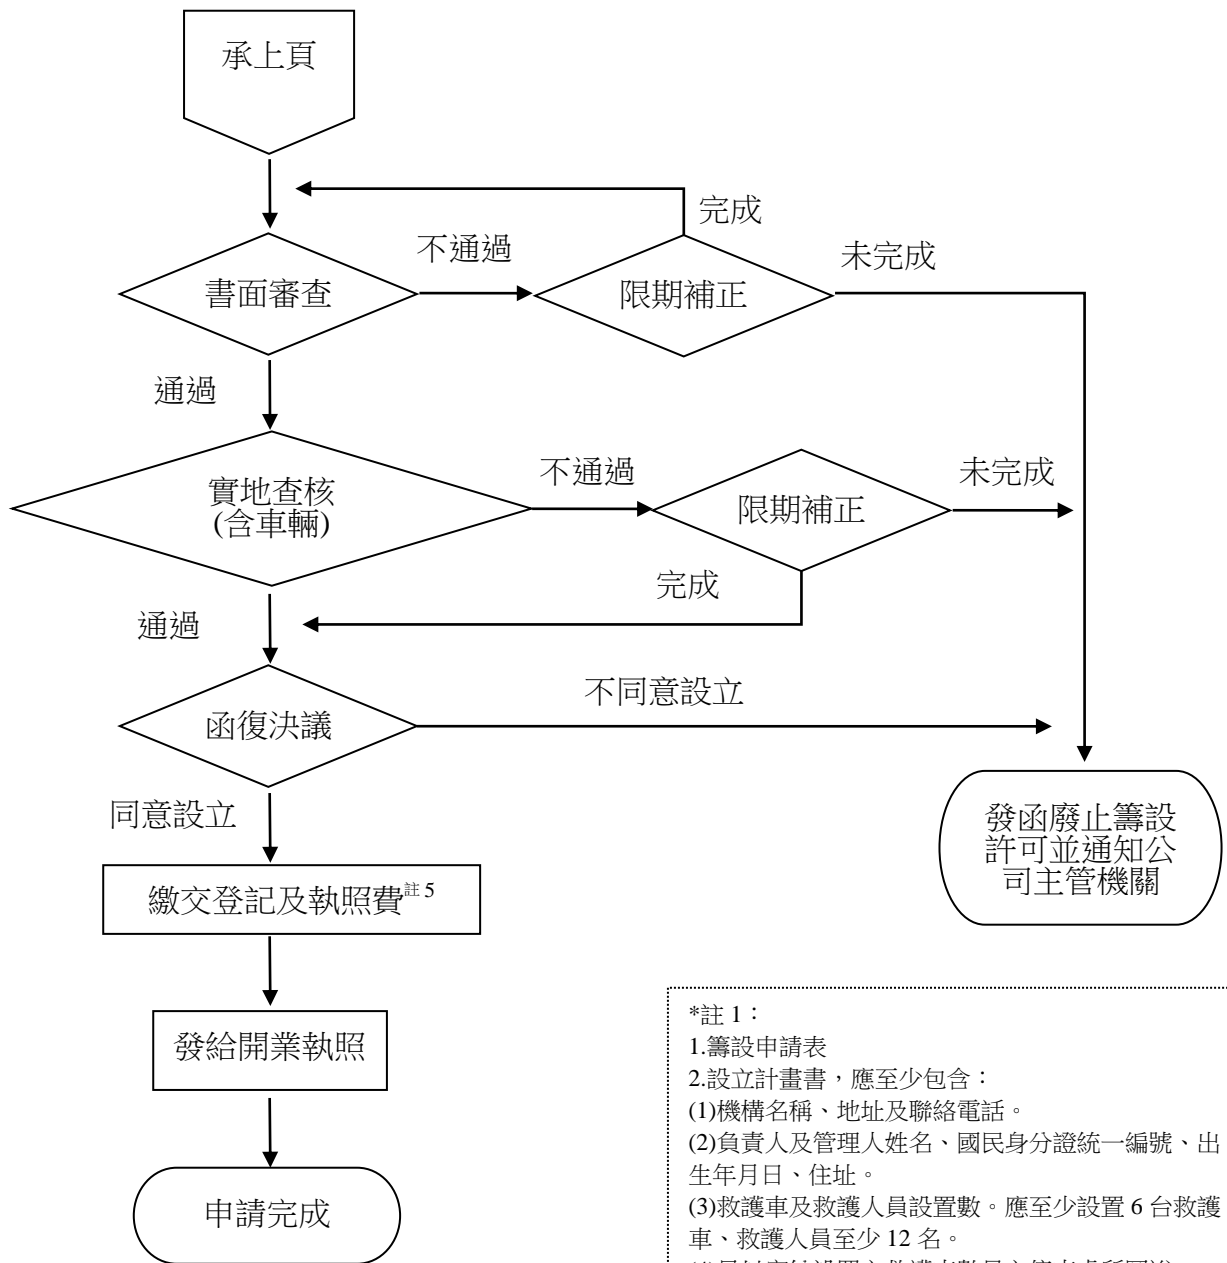 承上頁
完成
不通過
未完成
書面審查
限期補正
通過
不通過
未完成
實地查核
(含車輛)
限期補正
完成
通過
不同意設立
函復決議
同意設立
發函廢止籌設
許可並通知公
司主管機關
繳交登記及執照費註 5
發給開業執照
申請完成
*註 1：
1.籌設申請表
2.設立計畫書，應至少包含：
(1)機構名稱、地址及聯絡電話。
(2)負責人及管理人姓名、國民身分證統一編號、出
生年月日、住址。
(3)救護車及救護人員設置數。應至少設置 6 台救護
車、救護人員至少 12 名。